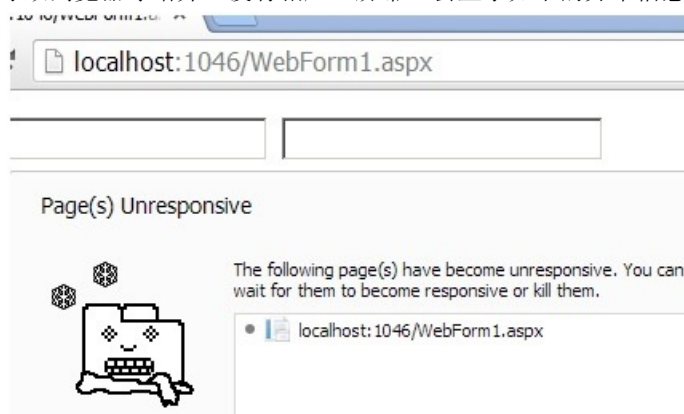 localhost:1046/WebForm1.aspx
Page(s) Unresponsive
The following page(s) have become unresponsive. You can
wait for them to become responsive or kill them.
localhost:1046/WebForm1.aspx